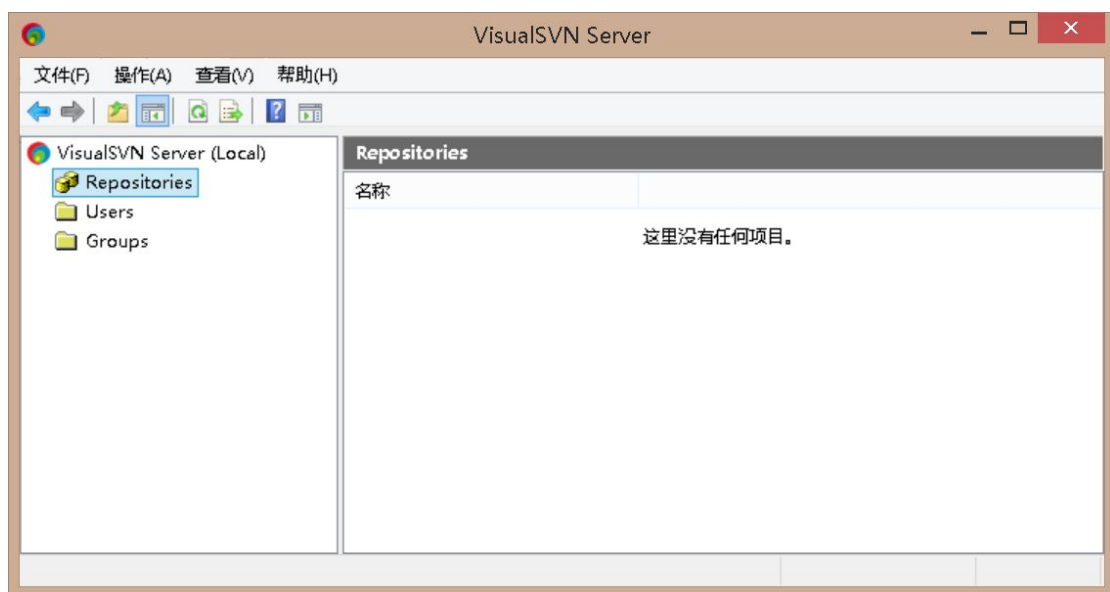 VisualSVN Server
文件(F) 操作(A) 查看(V) 帮助(H)
VisualSVN Server (Local)
Repositories
Users
Groups
Repositories
名称
这里没有任何项目。